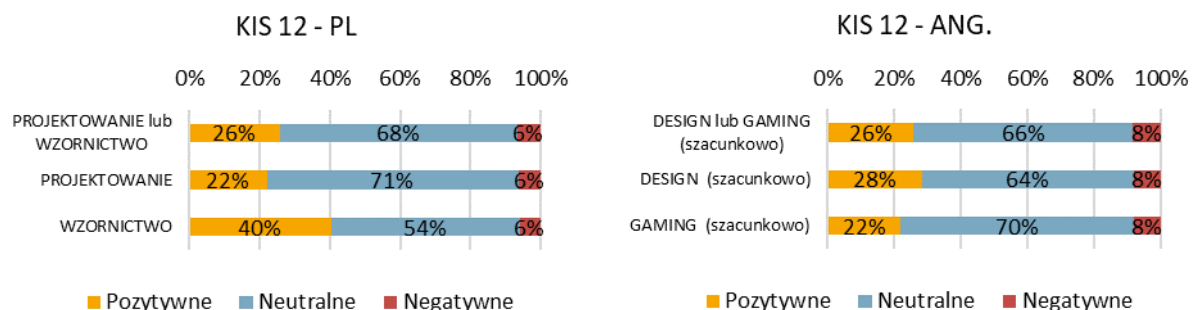 KIS 12 - PL
0% 20% 40% 60% 80% 100%
PROJEKTOWANIE lub
WZORNICTWO
26% 68% 6%
PROJEKTOWANIE
22% 71% 6%
WZORNICTWO
40% 54% 6%
Pozytywne Neutralne Negatywne
KIS 12 - ANG.
0% 20% 40% 60% 80% 100%
DESIGN lub GAMING
(szacunkowo)
26% 66% 8%
DESIGN (szacunkowo)
28% 64% 8%
GAMING (szacunkowo)
22% 70% 8%
Pozytywne Neutralne Negatywne